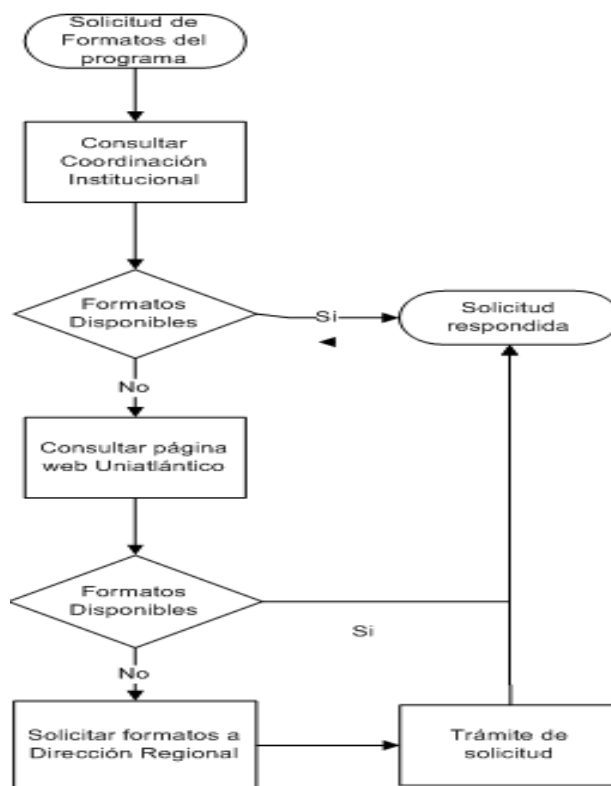 Solicitud de
Formatos del
programa
Consultar
Coordinación
Institucional
Formatos
Disponibles
Si
Solicitud
respondida
No
Consultar página
web Uniatlántico
Formatos
Disponibles
Si
No
Solicitar formatos a
Dirección Regional
Trámite de
solicitud